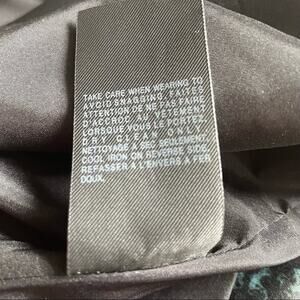 TAKE CARE WHEN WEARING TO
AVOID SNAGGING. FAITES
ATTENTION DE NE PAS FAIRE
D'ACCROC AU VÊTEMENT
LORSQUE VOUS LE PORTEZ.
DRY CLEAN ONLY.
NETTOYAGE À SEC SEULEMENT.
COOL IRON ON REVERSE SIDE.
REPASSER À L'ENVERS À FER
DOUX.